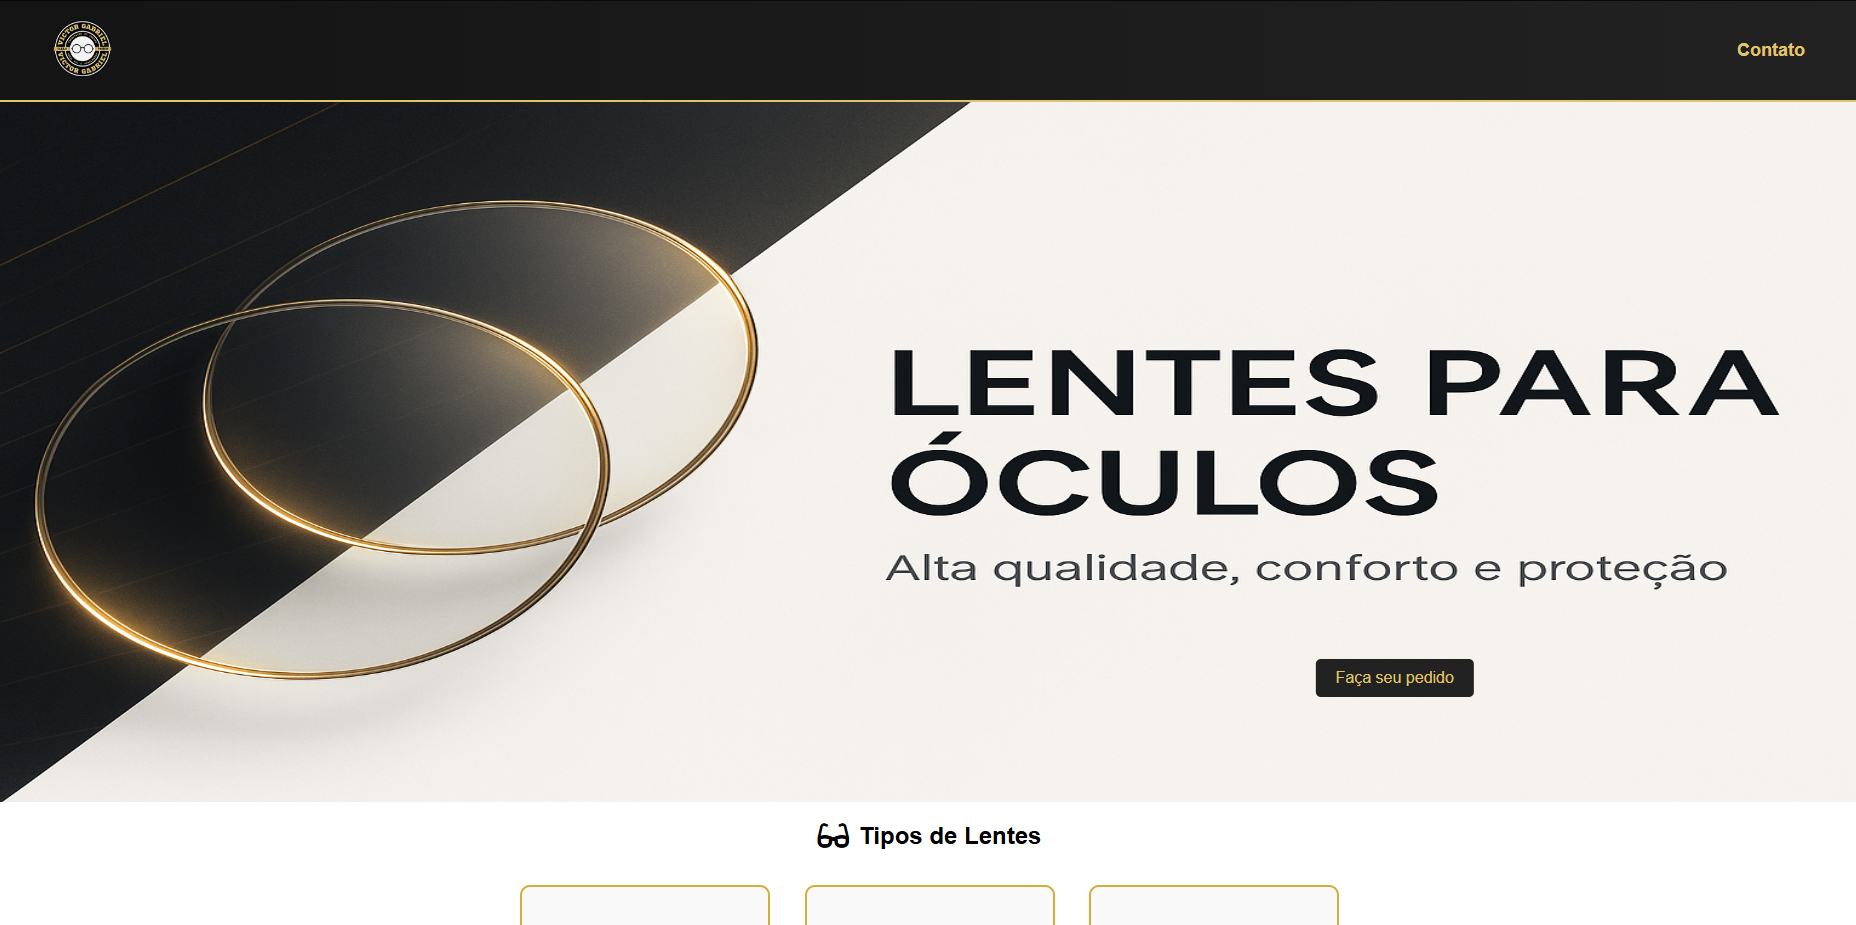 VICTOR GABRIEL
VICTOR GABRIEL
Contato
LENTES PARA
ÓCULOS
Alta qualidade, conforto e proteção
Faça seu pedido
Tipos de Lentes